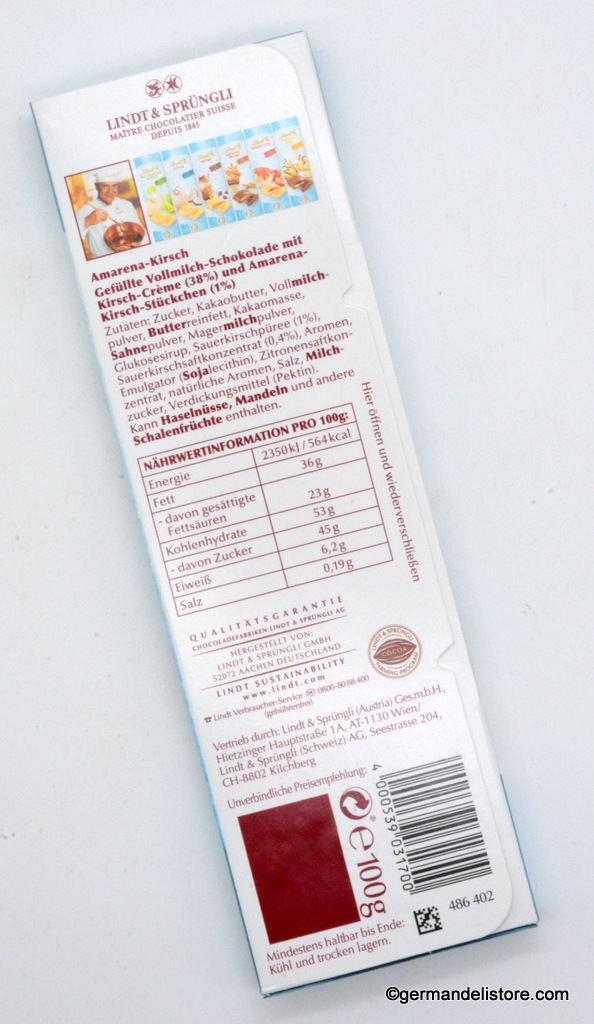 LINDT & SPRÜNGLI
MAÎTRE CHOCOLATIER SUISSE
DEPUIS 1845
Amarena-Kirsch
Gefüllte Vollmilch-Schokolade mit
Kirsch-Crème (38%) und Amarena-
Kirsch-Stückchen (1%)
Zutaten: Zucker, Kakaobutter, Vollmilch-
pulver, Butterreinfett, Kakaomasse,
Sahnepulver, Magermilchpulver,
Glukosesirup, Sauerkirschpüree (1%),
Sauerkirschsaftkonzentrat (0,4%), Aromen,
Emulgator (Sojalecithin), Zitronensaftkon-
zentrat, natürliche Aromen, Salz, Milch-
zucker, Verdickungsmittel (Pektin).
Kann Haselnüsse, Mandeln und andere
Schalenfrüchte enthalten.
Hier öffnen und wiederverschließen
NÄHRWERTINFORMATION PRO 100g:
Energie 2350kJ/564kcal
Fett 36g
- davon gesättigte
Fettsäuren 23g
Kohlenhydrate 53g
- davon Zucker 45g
Eiweiß 6,2g
Salz 0,19g
QUALITÄTSGARANTIE
CHOCOLADEFABRIKEN LINDT & SPRÜNGLI AG
HERGESTELLT VON:
LINDT & SPRÜNGLI GMBH
52072 AACHEN DEUTSCHLAND
LINDT SUSTAINABILITY
www.lindt.com
Lindt Verbraucher-Service 0800-80 88 400
(gebührenfrei)
LINDT & SPRÜNGLI
COCOA
FARMING PROGRAM
Vertrieb durch: Lindt & Sprüngli (Austria) Ges.m.b.H.,
Hietzinger Hauptstraße 1A, AT-1130 Wien/
Lindt & Sprüngli (Schweiz) AG, Seestrasse 204,
CH-8802 Kilchberg
Unverbindliche Preisempfehlung:
℮100g
4 000539 031700
486 402
Mindestens haltbar bis Ende:
Kühl und trocken lagern.
©germandelistore.com